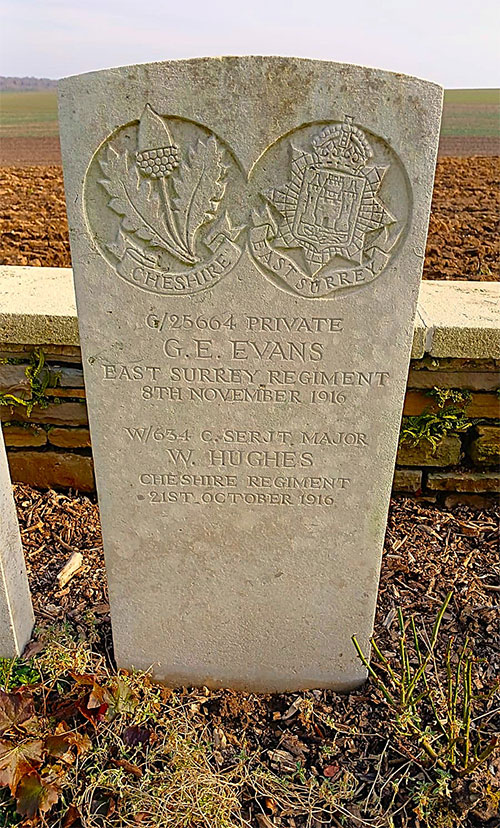 CHESHIRE
EAST SURREY
G/25664 PRIVATE
G.E. EVANS
EAST SURREY REGIMENT
8TH NOVEMBER 1916
W/634 C. SERJT. MAJOR
W. HUGHES
CHESHIRE REGIMENT
21ST OCTOBER 1916